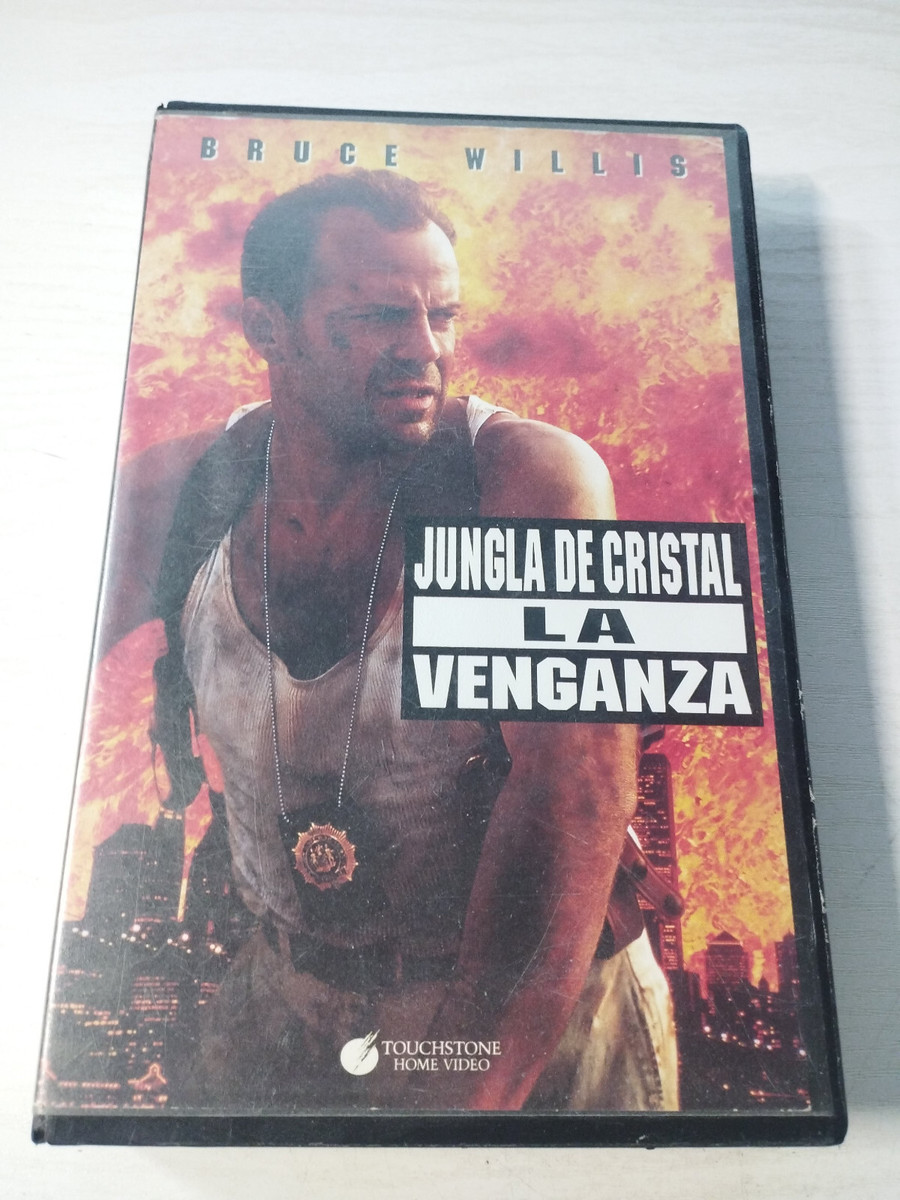 BRUCE WILLIS
JUNGLA DE CRISTAL
LA
VENGANZA
TOUCHSTONE
HOME VIDEO